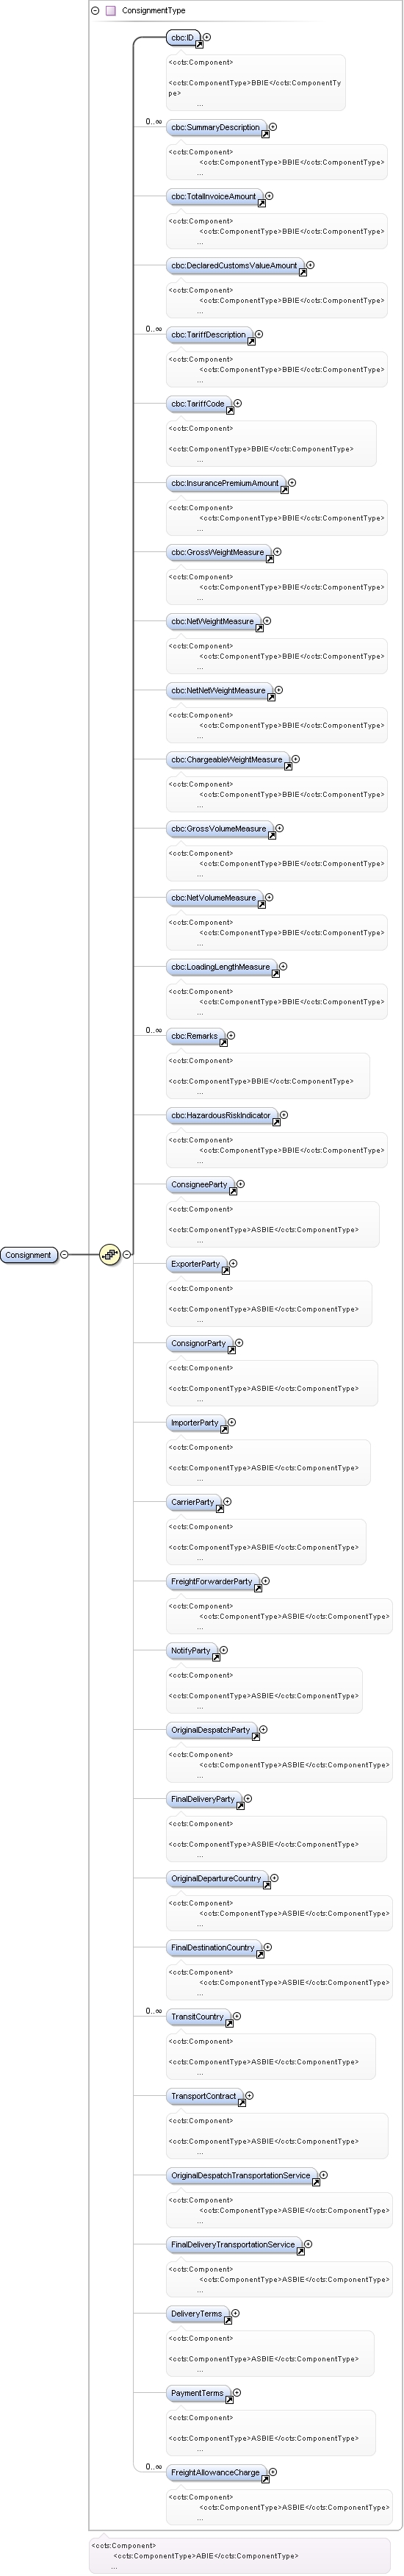 ConsignmentType
cbc:ID
<ccts:Component>
<ccts:ComponentType>BBIE</ccts:ComponentTy
pe>
...
0..∞
cbc:SummaryDescription
<ccts:Component>
<ccts:ComponentType>BBIE</ccts:ComponentType>
...
cbc:TotalInvoiceAmount
<ccts:Component>
<ccts:ComponentType>BBIE</ccts:ComponentType>
...
cbc:DeclaredCustomsValueAmount
<ccts:Component>
<ccts:ComponentType>BBIE</ccts:ComponentType>
...
0..∞
cbc:TariffDescription
<ccts:Component>
<ccts:ComponentType>BBIE</ccts:ComponentType>
...
cbc:TariffCode
<ccts:Component>
<ccts:ComponentType>BBIE</ccts:ComponentType>
...
cbc:InsurancePremiumAmount
<ccts:Component>
<ccts:ComponentType>BBIE</ccts:ComponentType>
...
cbc:GrossWeightMeasure
<ccts:Component>
<ccts:ComponentType>BBIE</ccts:ComponentType>
...
cbc:NetWeightMeasure
<ccts:Component>
<ccts:ComponentType>BBIE</ccts:ComponentType>
...
cbc:NetNetWeightMeasure
<ccts:Component>
<ccts:ComponentType>BBIE</ccts:ComponentType>
...
cbc:ChargeableWeightMeasure
<ccts:Component>
<ccts:ComponentType>BBIE</ccts:ComponentType>
...
cbc:GrossVolumeMeasure
<ccts:Component>
<ccts:ComponentType>BBIE</ccts:ComponentType>
...
cbc:NetVolumeMeasure
<ccts:Component>
<ccts:ComponentType>BBIE</ccts:ComponentType>
...
cbc:LoadingLengthMeasure
<ccts:Component>
<ccts:ComponentType>BBIE</ccts:ComponentType>
...
0..∞
cbc:Remarks
<ccts:Component>
<ccts:ComponentType>BBIE</ccts:ComponentType>
...
cbc:HazardousRiskIndicator
<ccts:Component>
<ccts:ComponentType>BBIE</ccts:ComponentType>
...
ConsigneeParty
<ccts:Component>
<ccts:ComponentType>ASBIE</ccts:ComponentType>
...
Consignment
ExporterParty
<ccts:Component>
<ccts:ComponentType>ASBIE</ccts:ComponentType>
...
ConsignorParty
<ccts:Component>
<ccts:ComponentType>ASBIE</ccts:ComponentType>
...
ImporterParty
<ccts:Component>
<ccts:ComponentType>ASBIE</ccts:ComponentType>
...
CarrierParty
<ccts:Component>
<ccts:ComponentType>ASBIE</ccts:ComponentType>
...
FreightForwarderParty
<ccts:Component>
<ccts:ComponentType>ASBIE</ccts:ComponentType>
...
NotifyParty
<ccts:Component>
<ccts:ComponentType>ASBIE</ccts:ComponentType>
...
OriginalDespatchParty
<ccts:Component>
<ccts:ComponentType>ASBIE</ccts:ComponentType>
...
FinalDeliveryParty
<ccts:Component>
<ccts:ComponentType>ASBIE</ccts:ComponentType>
...
OriginalDepartureCountry
<ccts:Component>
<ccts:ComponentType>ASBIE</ccts:ComponentType>
...
FinalDestinationCountry
<ccts:Component>
<ccts:ComponentType>ASBIE</ccts:ComponentType>
...
0..∞
TransitCountry
<ccts:Component>
<ccts:ComponentType>ASBIE</ccts:ComponentType>
...
TransportContract
<ccts:Component>
<ccts:ComponentType>ASBIE</ccts:ComponentType>
...
OriginalDespatchTransportationService
<ccts:Component>
<ccts:ComponentType>ASBIE</ccts:ComponentType>
...
FinalDeliveryTransportationService
<ccts:Component>
<ccts:ComponentType>ASBIE</ccts:ComponentType>
...
DeliveryTerms
<ccts:Component>
<ccts:ComponentType>ASBIE</ccts:ComponentType>
...
PaymentTerms
<ccts:Component>
<ccts:ComponentType>ASBIE</ccts:ComponentType>
...
0..∞
FreightAllowanceCharge
<ccts:Component>
<ccts:ComponentType>ASBIE</ccts:ComponentType>
...
<ccts:Component>
<ccts:ComponentType>ABIE</ccts:ComponentType>
...